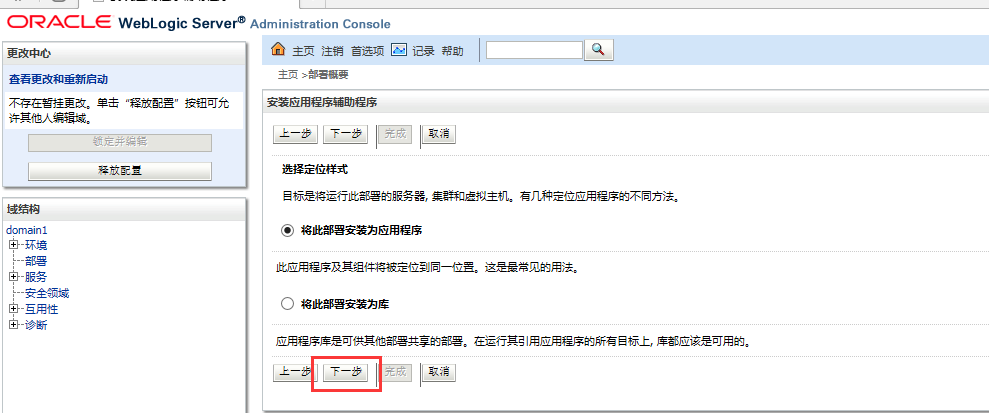 ORACLE WebLogic Server® Administration Console
更改中心
查看更改和重新启动
不存在暂挂更改。单击“释放配置”按钮可允
许其他人编辑域。
锁定并编辑
释放配置
域结构
domain1
环境
部署
服务
安全领域
互用性
诊断
主页 注销 首选项 记录 帮助
主页 >部署概要
安装应用程序辅助程序
上一步 下一步 完成 取消
选择定位样式
目标是将运行此部署的服务器, 集群和虚拟主机。有几种定位应用程序的不同方法。
将此部署安装为应用程序
此应用程序及其组件将被定位到同一位置。这是最常见的用法。
将此部署安装为库
应用程序库是可供其他部署共享的部署。在运行其引用应用程序的所有目标上, 库都应该是可用的。
上一步 下一步 完成 取消